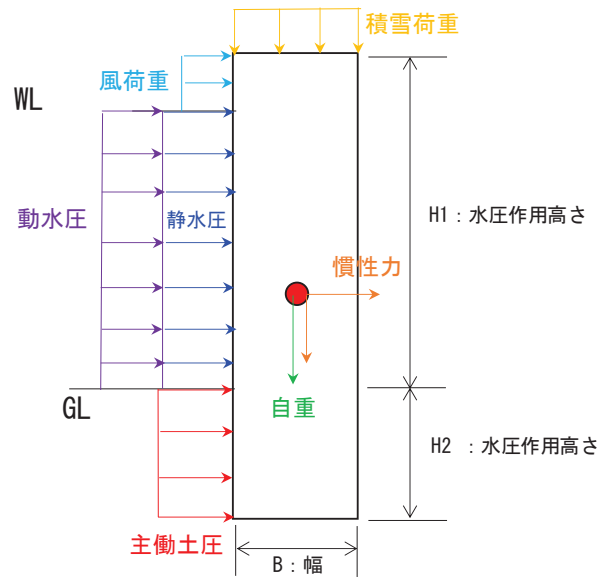 積雪荷重
風荷重
WL
H1：水圧作用高さ
動水圧
静水圧
慣性力
自重
GL
H2 ：水圧作用高さ
主働土圧
B：幅